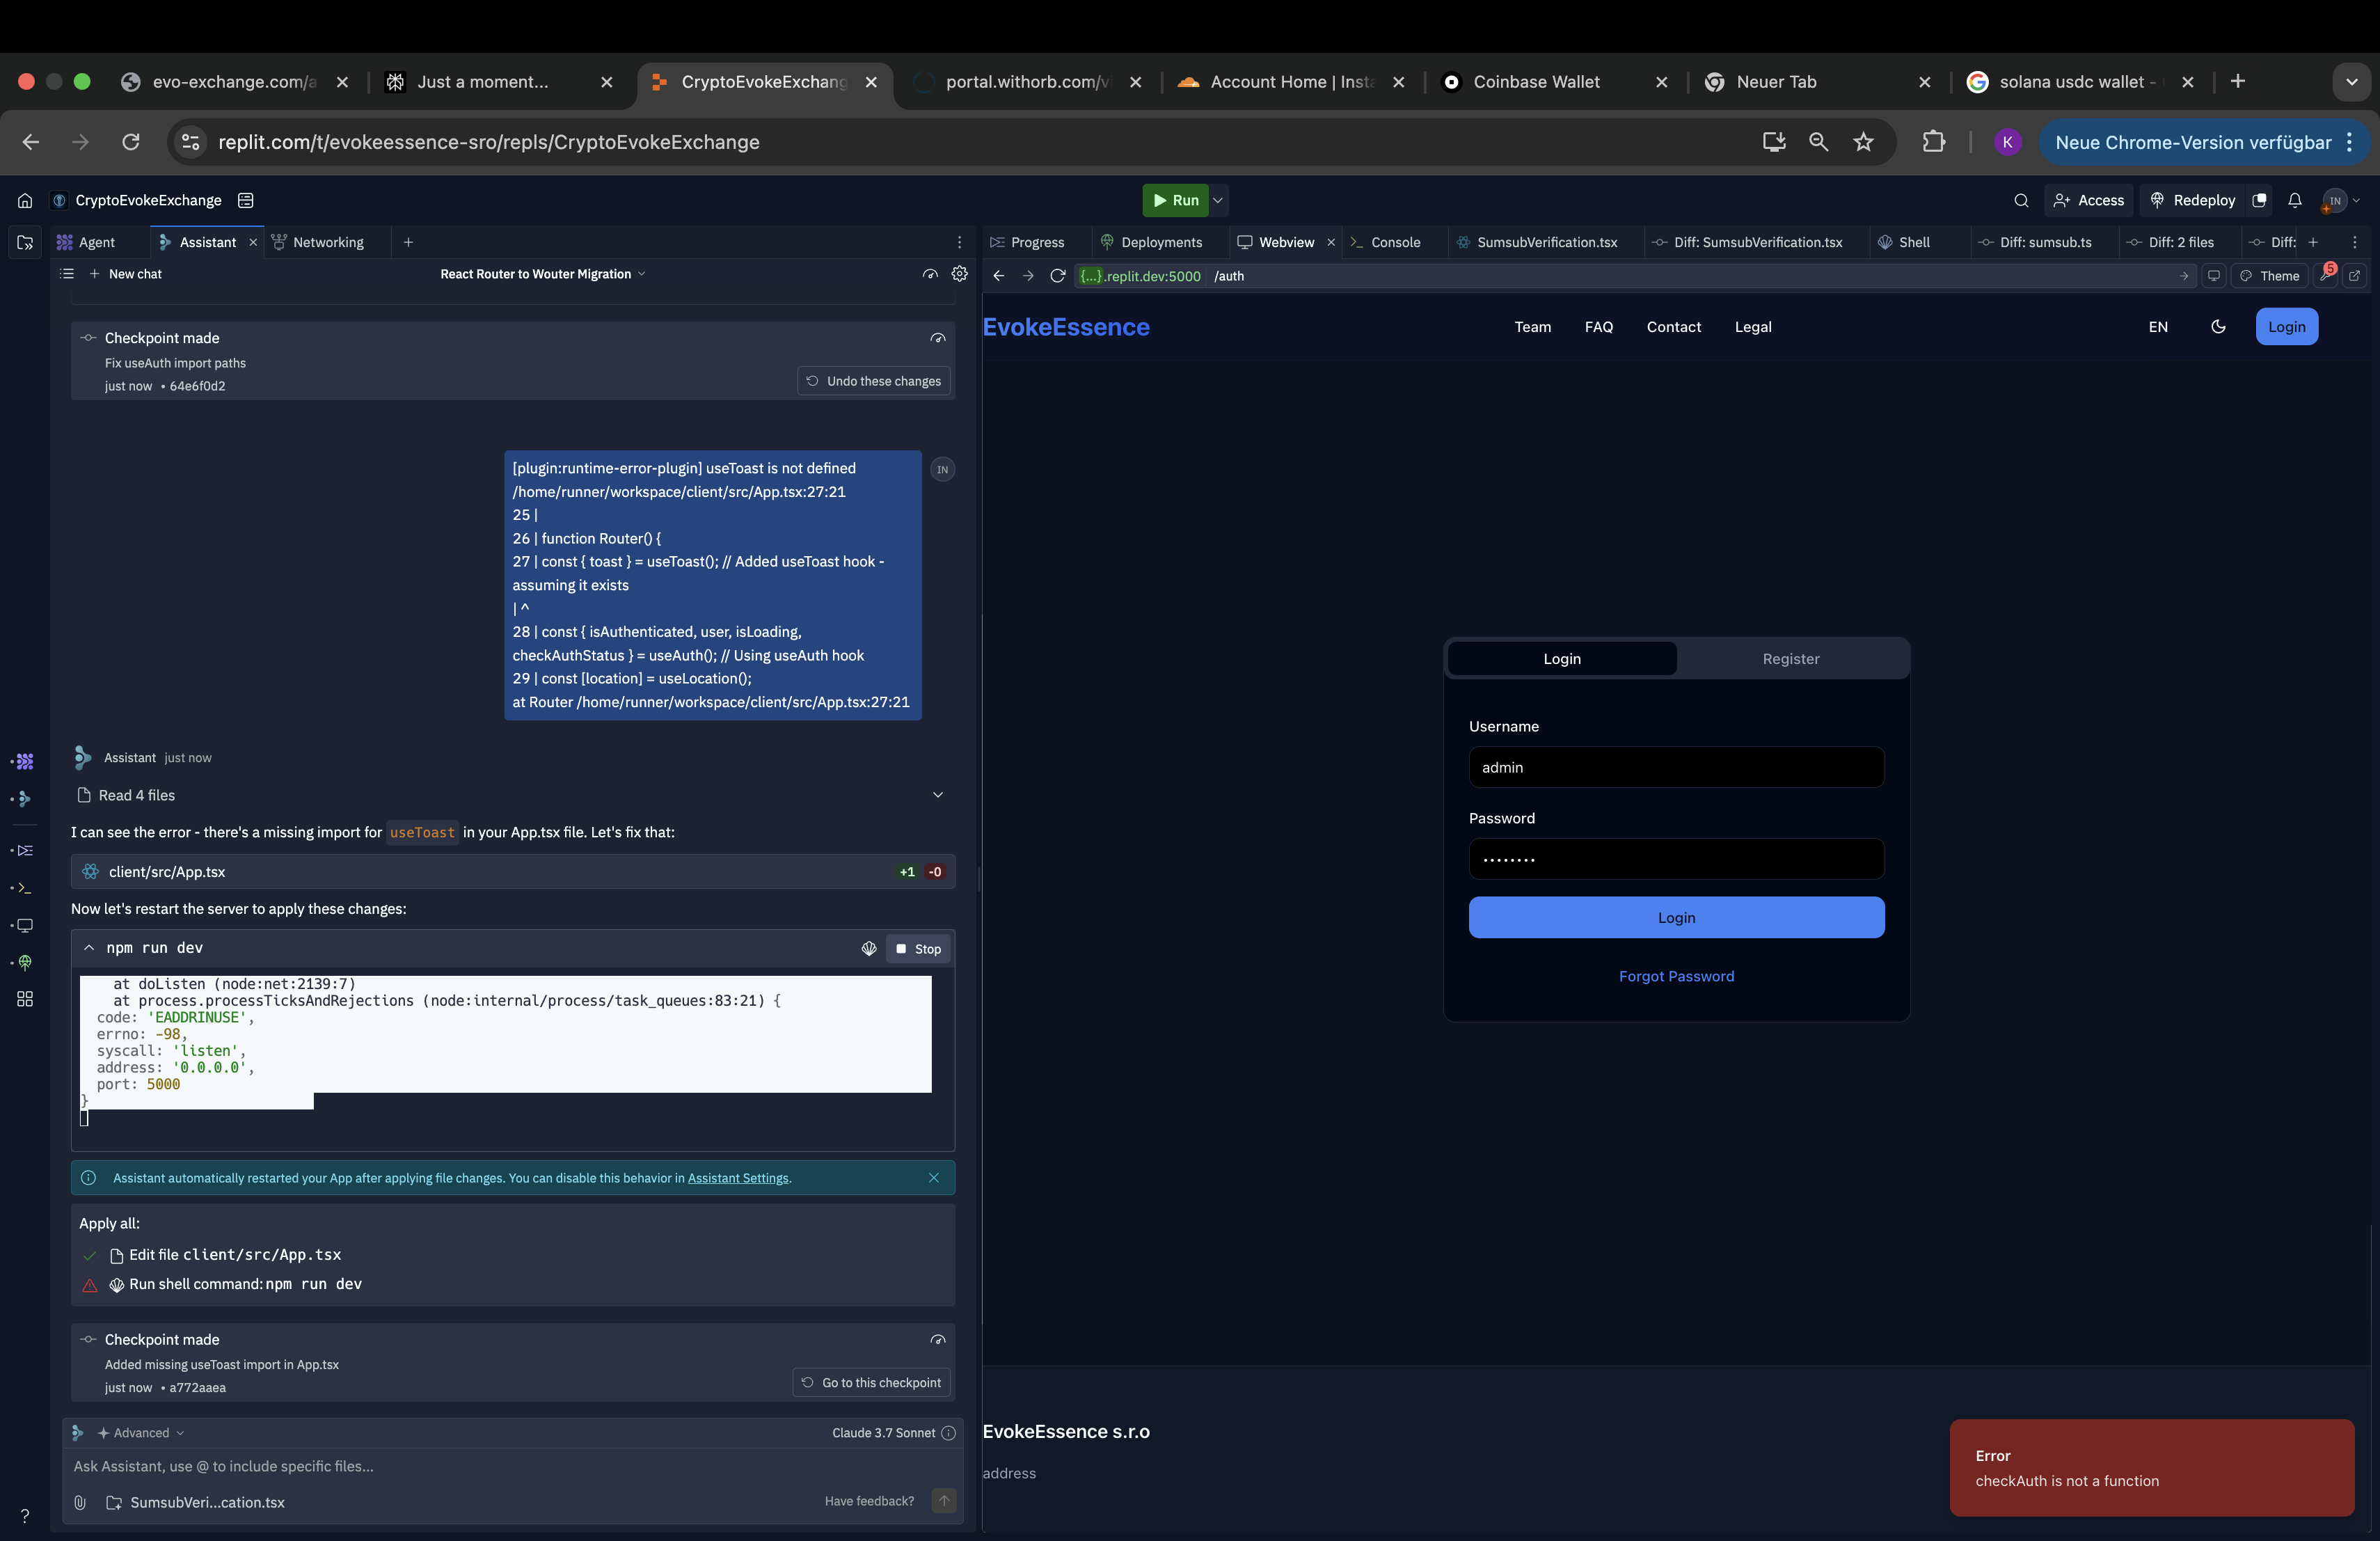 evo-exchange.com/a
Just a moment...
CryptoEvokeExchang
portal.withorb.com/v
Account Home | Insta
Coinbase Wallet
Neuer Tab
solana usdc wallet -
replit.com/t/evokeessence-sro/repls/CryptoEvokeExchange
K
Neue Chrome-Version verfügbar
CryptoEvokeExchange
Run
Access
Redeploy
IN
Agent
Assistant
Networking
Progress
Deployments
Webview
Console
SumsubVerification.tsx
Diff: SumsubVerification.tsx
Shell
Diff: sumsub.ts
Diff: 2 files
Diff:
New chat
React Router to Wouter Migration
{...}.replit.dev:5000
/auth
Theme
5
Checkpoint made
Fix useAuth import paths
just now • 64e6f0d2
Undo these changes
[plugin:runtime-error-plugin] useToast is not defined
/home/runner/workspace/client/src/App.tsx:27:21
25 |
26 | function Router() {
27 | const { toast } = useToast(); // Added useToast hook -
assuming it exists
| ^
28 | const { isAuthenticated, user, isLoading,
checkAuthStatus } = useAuth(); // Using useAuth hook
29 | const [location] = useLocation();
at Router /home/runner/workspace/client/src/App.tsx:27:21
IN
Assistant just now
Read 4 files
I can see the error - there's a missing import for useToast in your App.tsx file. Let's fix that:
client/src/App.tsx
+1 -0
Now let's restart the server to apply these changes:
npm run dev
Stop
at doListen (node:net:2139:7)
at process.processTicksAndRejections (node:internal/process/task_queues:83:21) {
code: 'EADDRINUSE',
errno: -98,
syscall: 'listen',
address: '0.0.0.0',
port: 5000
}
Assistant automatically restarted your App after applying file changes. You can disable this behavior in Assistant Settings.
Apply all:
Edit file client/src/App.tsx
Run shell command: npm run dev
Checkpoint made
Added missing useToast import in App.tsx
just now • a772aaea
Go to this checkpoint
Advanced
Claude 3.7 Sonnet
Ask Assistant, use @ to include specific files...
SumsubVeri...cation.tsx
Have feedback?
?
EvokeEssence
Team
FAQ
Contact
Legal
EN
Login
Login
Register
Username
admin
Password
••••••••
Login
Forgot Password
EvokeEssence s.r.o
address
Error
checkAuth is not a function